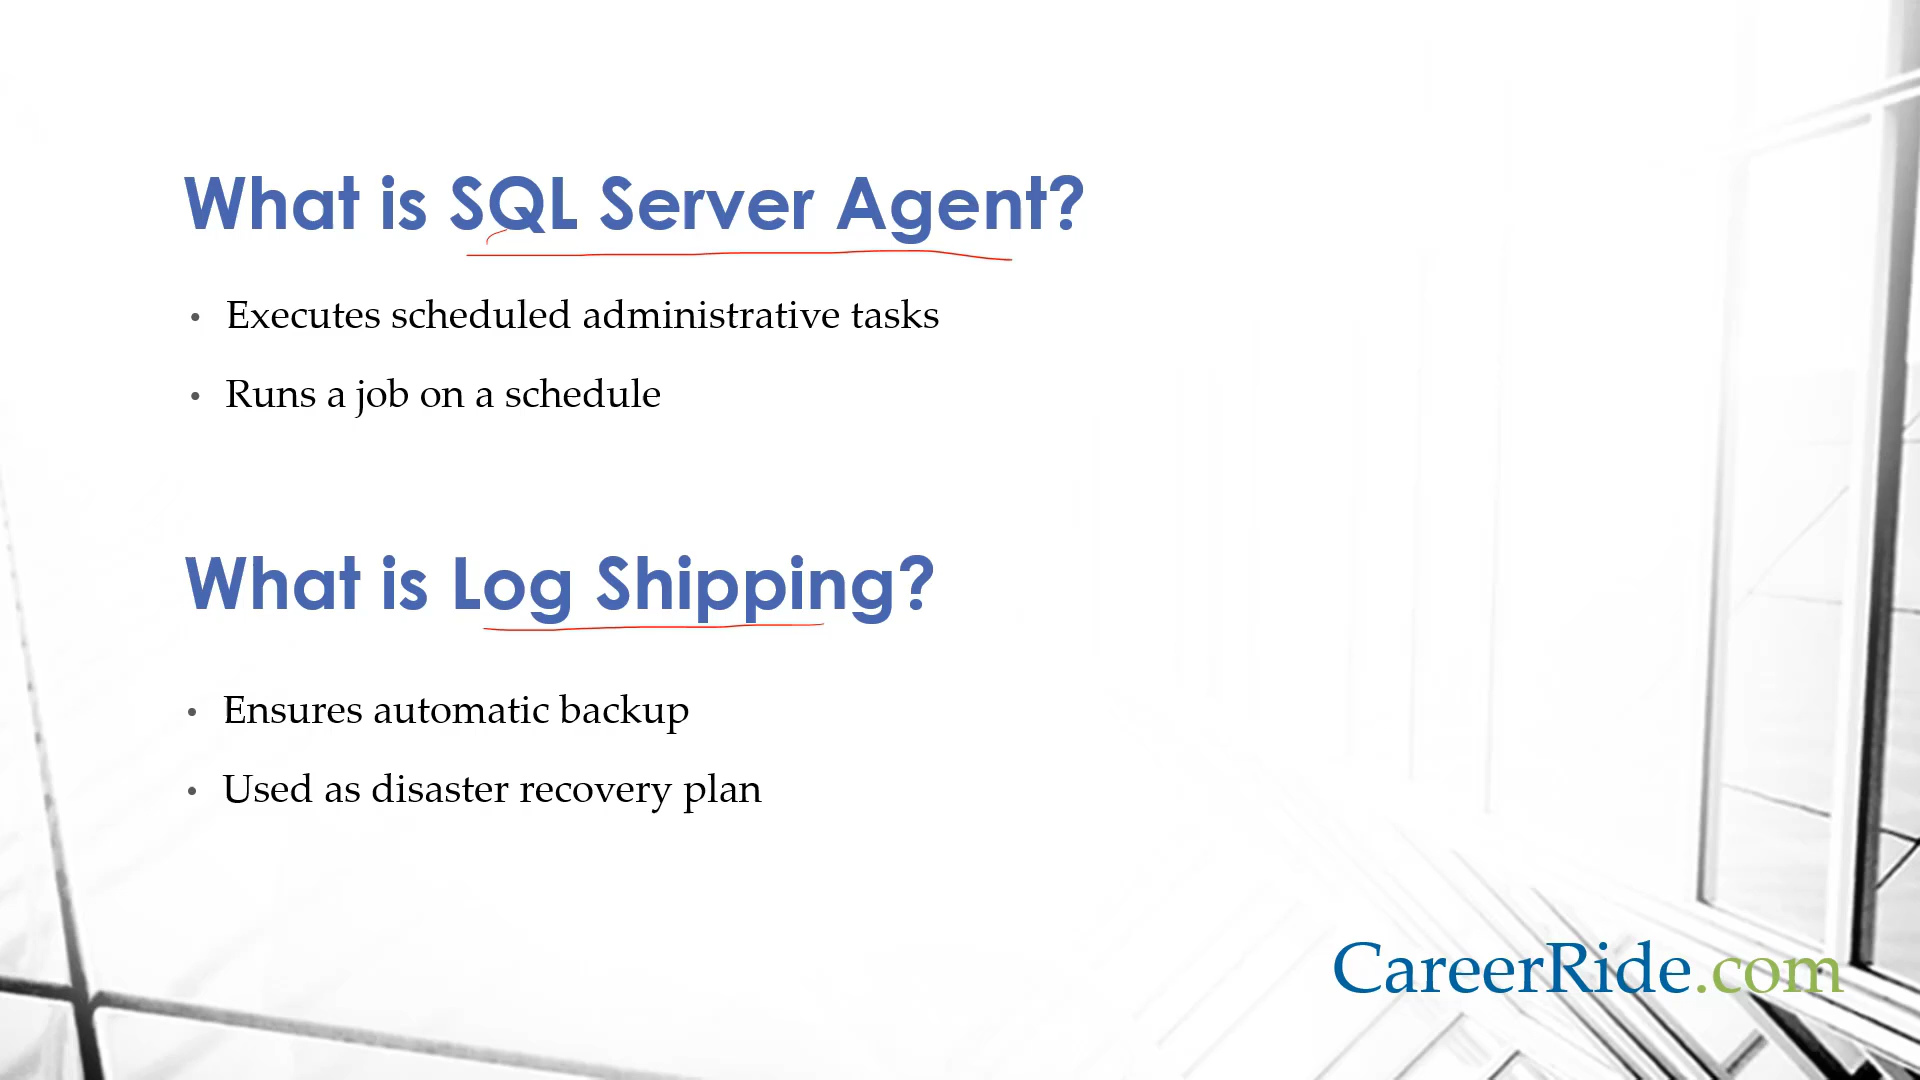 What is SQL Server Agent?
• Executes scheduled administrative tasks
• Runs a job on a schedule
What is Log Shipping?
• Ensures automatic backup
• Used as disaster recovery plan
CareerRide.com